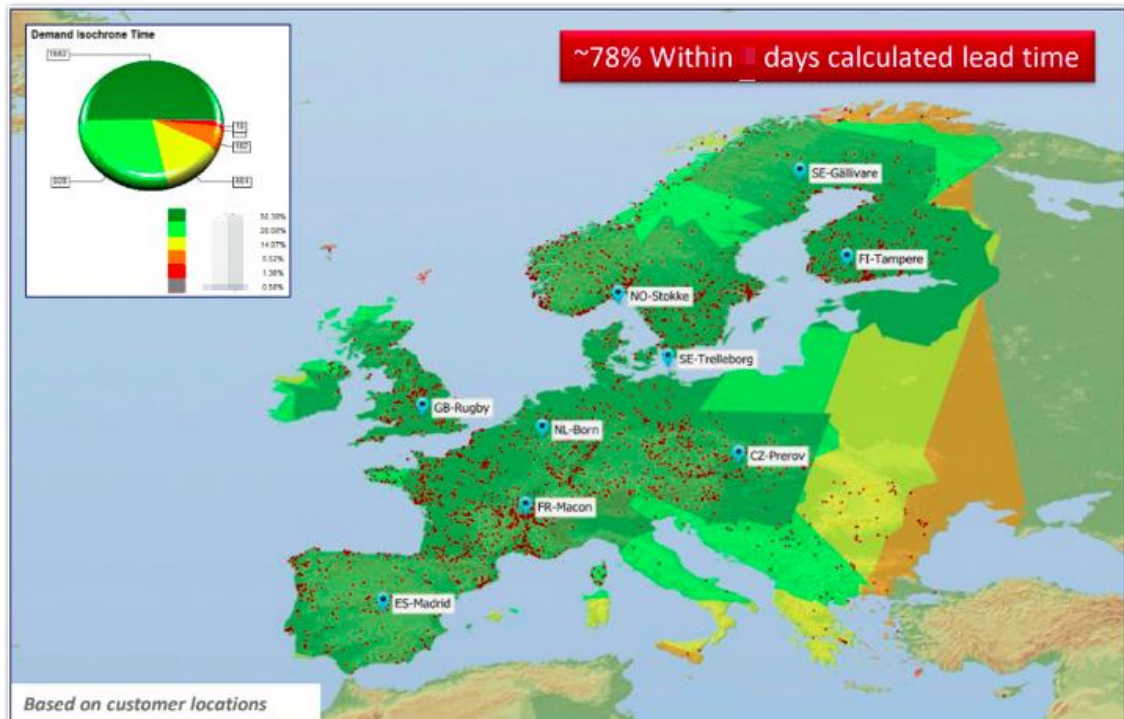 Demand Isochrone Time
~78% Within _ days calculated lead time
SE-Gällivare
FI-Tampere
NO-Stokke
SE-Trelleborg
GB-Rugby
NL-Born
CZ-Prerov
FR-Macon
ES-Madrid
Based on customer locations